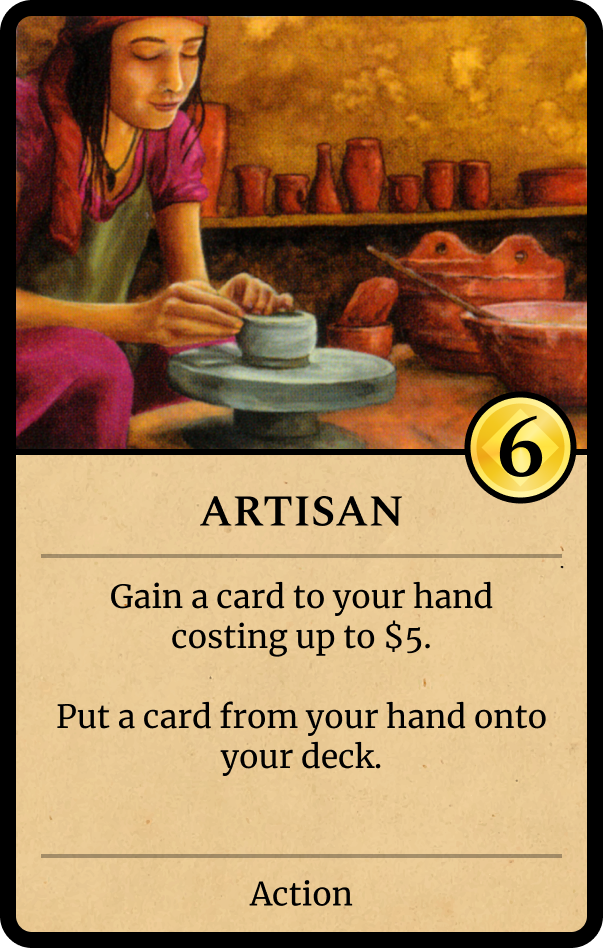 6
ARTISAN
Gain a card to your hand
costing up to $5.
Put a card from your hand onto
your deck.
Action